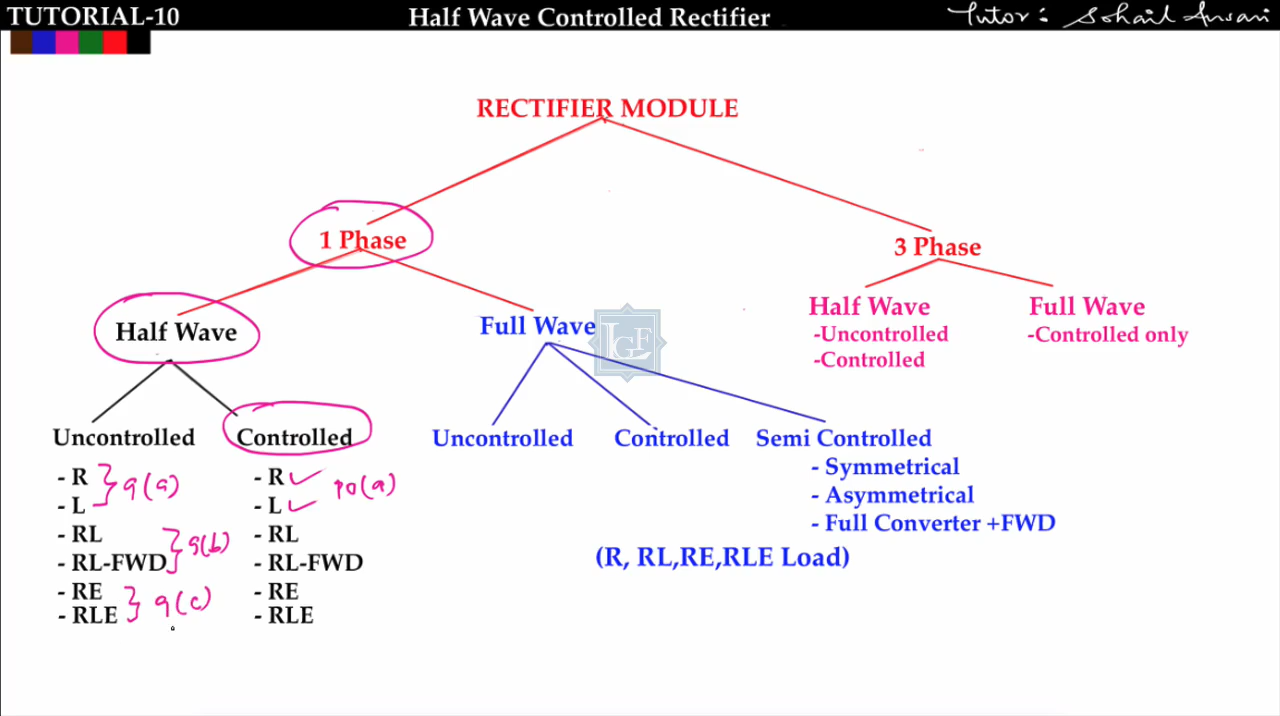 TUTORIAL-10
Half Wave Controlled Rectifier
Tutor: Sohail Ansari
RECTIFIER MODULE
1 Phase
3 Phase
Half Wave
Full Wave
Half Wave
-Uncontrolled
-Controlled
Full Wave
-Controlled only
LGF
Uncontrolled
- R
- L
9(a)
- RL
- RL-FWD
9(b)
- RE
- RLE
9(c)
Controlled
- R
- L
10(a)
- RL
- RL-FWD
- RE
- RLE
Uncontrolled
Controlled
Semi Controlled
- Symmetrical
- Asymmetrical
- Full Converter +FWD
(R, RL,RE,RLE Load)